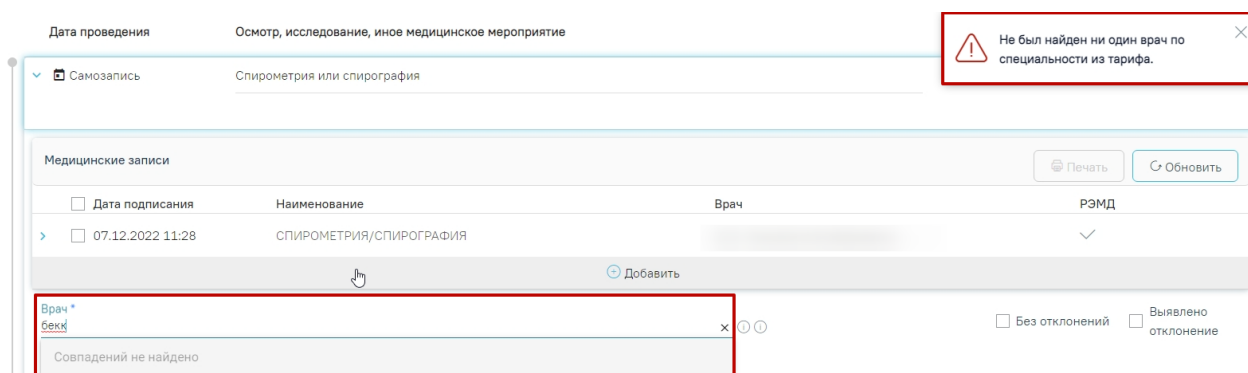 Дата проведения Осмотр, исследование, иное медицинское мероприятие
Не был найден ни один врач по
специальности из тарифа.
Самозапись Спирометрия или спирография
Медицинские записи Печать Обновить
Дата подписания Наименование Врач РЭМД
07.12.2022 11:28 СПИРОМЕТРИЯ/СПИРОГРАФИЯ
Добавить
Врач *
бекк
Без отклонений Выявлено
отклонение
Совпадений не найдено